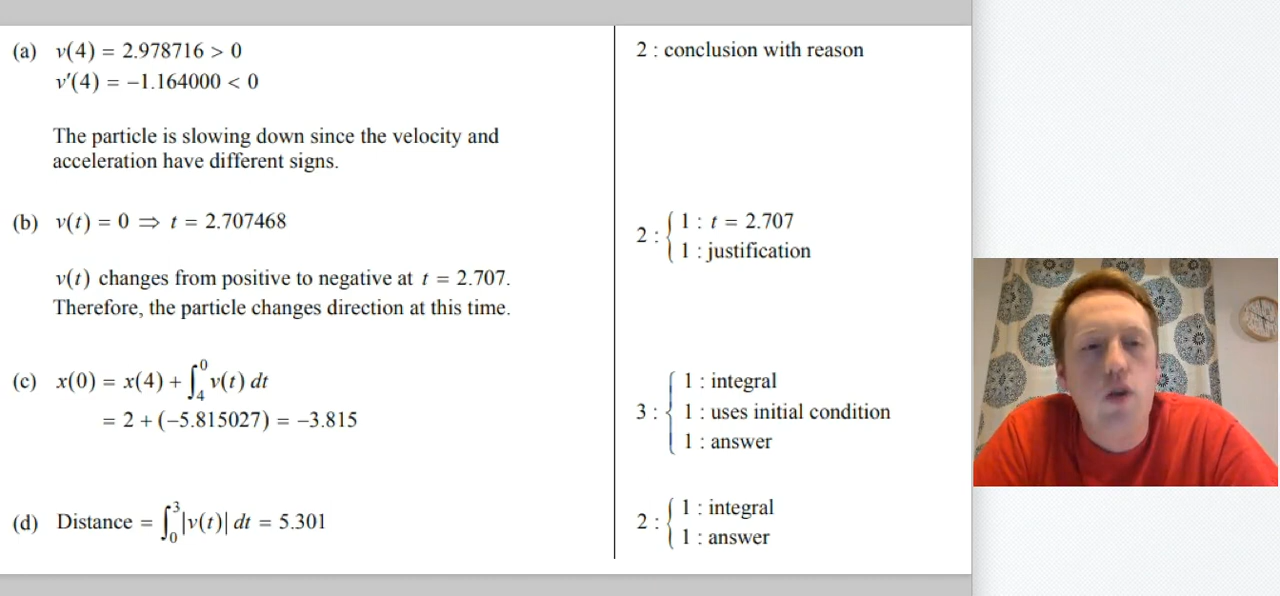 (a) v(4) = 2.978716 > 0
v′(4) = −1.164000 < 0
The particle is slowing down since the velocity and
acceleration have different signs.
2 : conclusion with reason
(b) v(t) = 0 ⇒ t = 2.707468
v(t) changes from positive to negative at t = 2.707.
Therefore, the particle changes direction at this time.
2 : { 1 : t = 2.707
1 : justification
(c) x(0) = x(4) + ∫₄⁰ v(t) dt
= 2 + (−5.815027) = −3.815
3 : { 1 : integral
1 : uses initial condition
1 : answer
(d) Distance = ∫₀³ |v(t)| dt = 5.301
2 : { 1 : integral
1 : answer